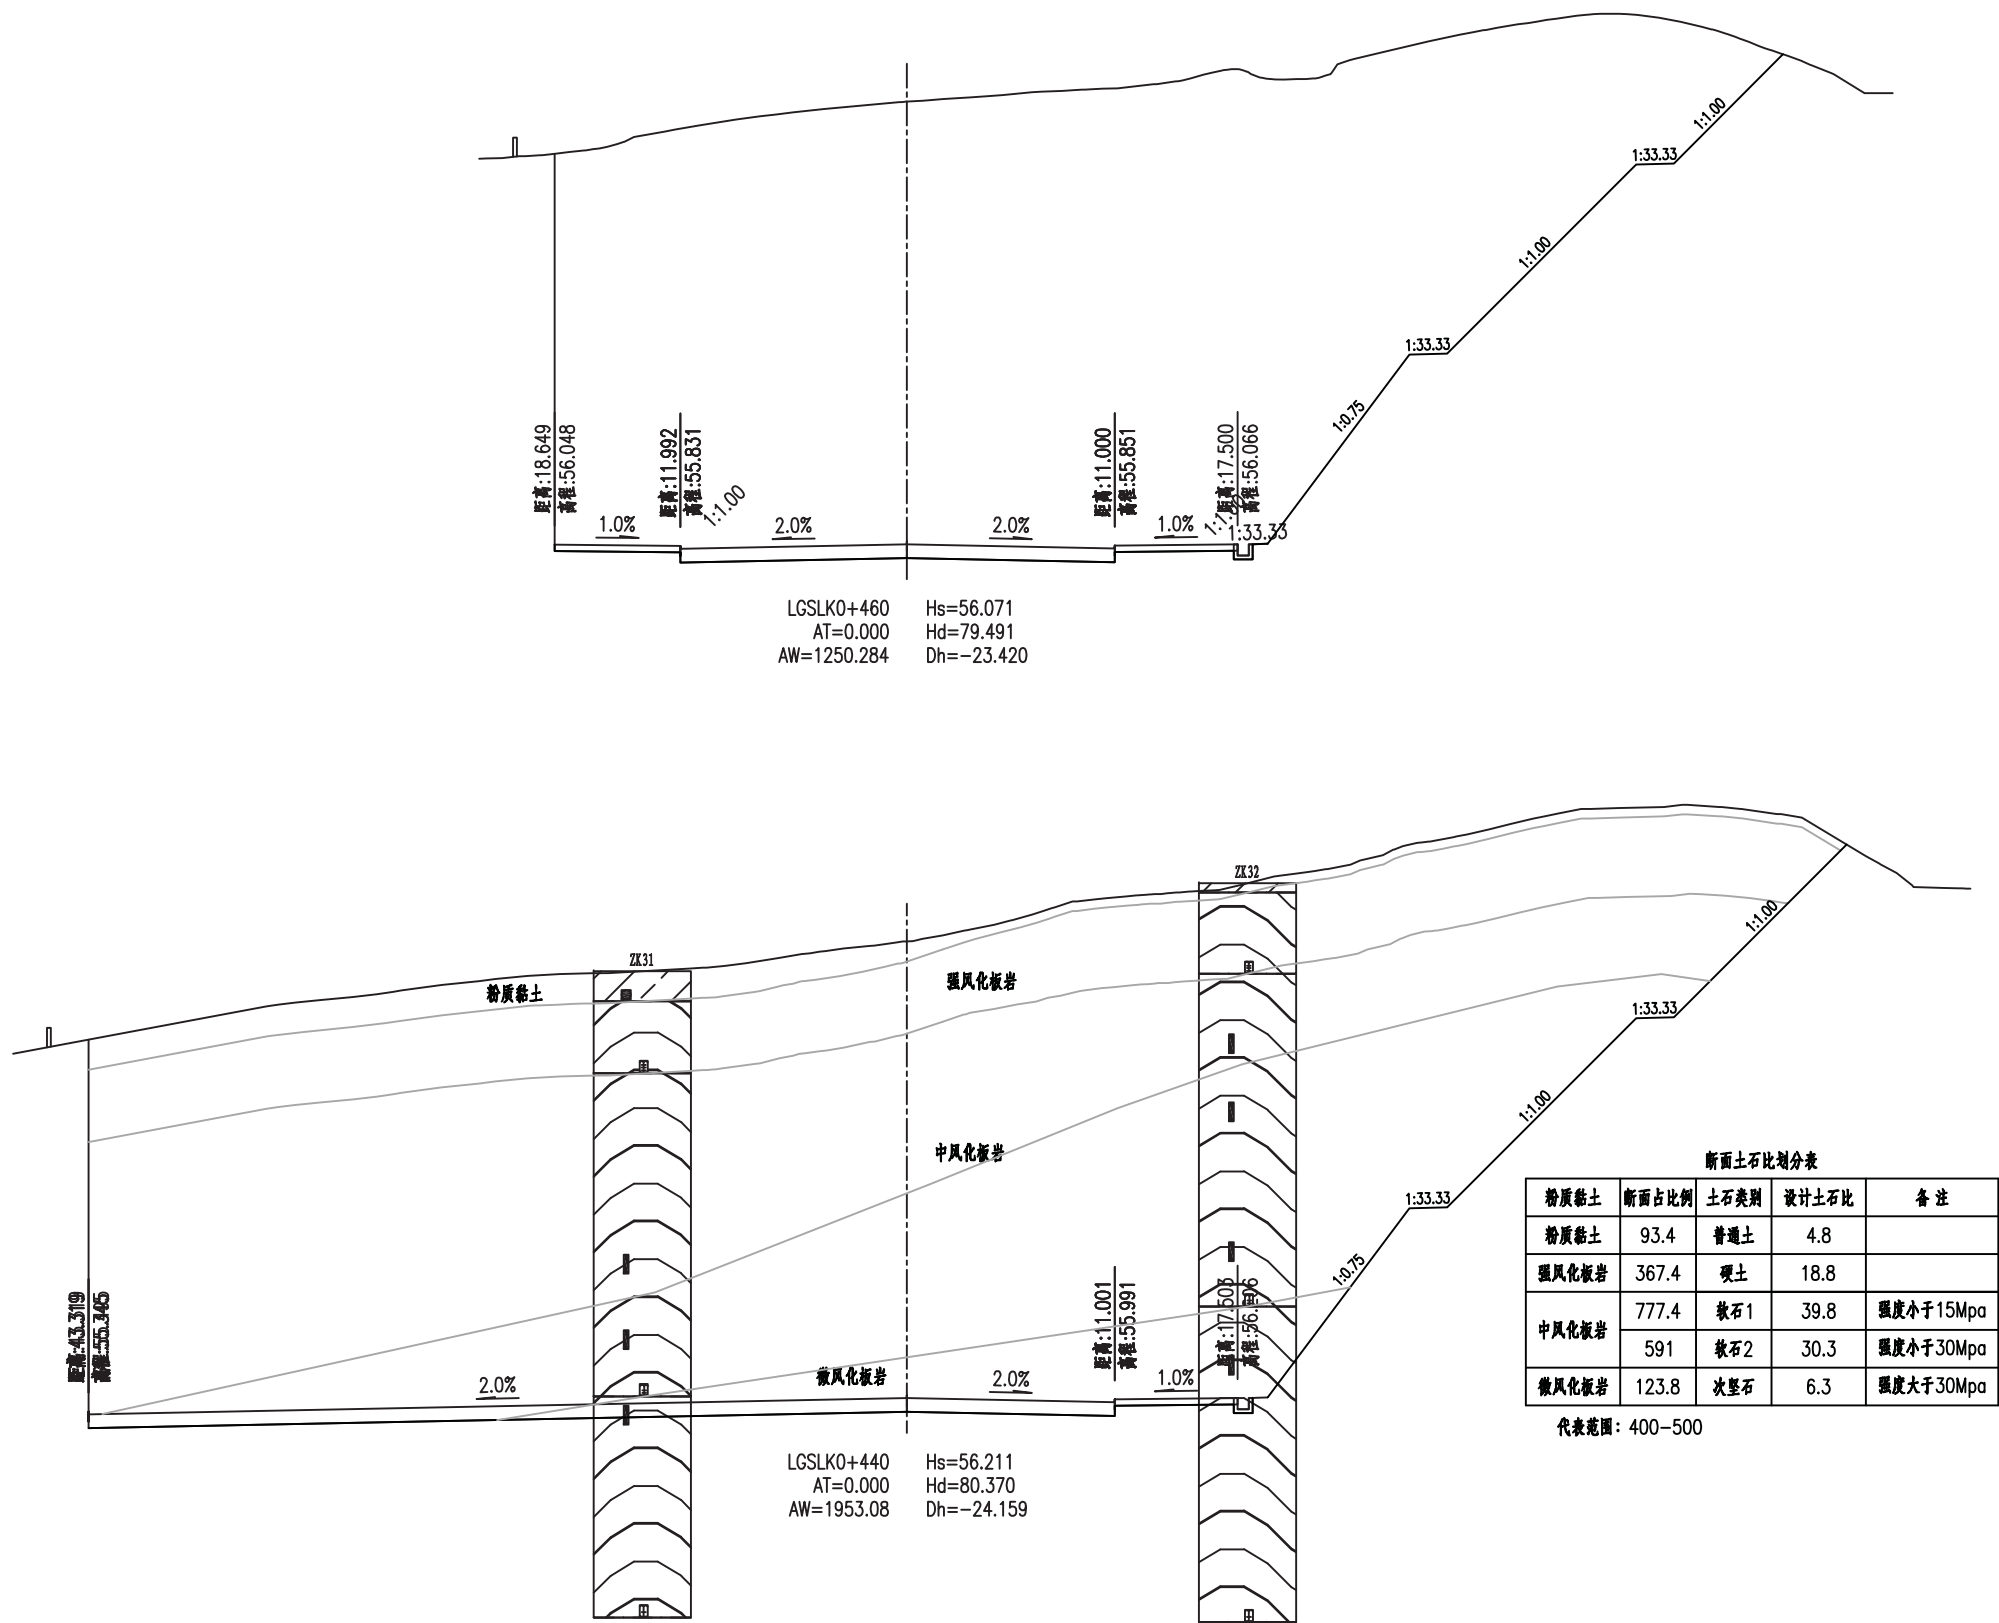 1:1.00
1:33.33
1:1.00
1:33.33
1:0.75
距离:18.649
高程:56.048
距离:11.992
高程:55.831
1:1.00
距离:11.000
高程:55.851
距离:17.500
高程:56.066
1:1.00
1:33.33
1.0%
2.0%
2.0%
1.0%
LGSLK0+460 Hs=56.071
AT=0.000 Hd=79.491
AW=1250.284 Dh=-23.420
ZK32
ZK31
粉质黏土
强风化板岩
1:1.00
1:33.33
中风化板岩
1:1.00
1:33.33
1:0.75
距离:43.319
高程:
距离:11.001
高程:55.991
距离:17.503
高程:
微风化板岩
2.0%
2.0%
1.0%
LGSLK0+440 Hs=56.211
AT=0.000 Hd=80.370
AW=1953.08 Dh=-24.159
断面土石比划分表
粉质黏土 断面占比例 土石类别 设计土石比 备 注
粉质黏土 93.4 普通土 4.8
强风化板岩 367.4 硬土 18.8
中风化板岩 777.4 软石1 39.8 强度小于15Mpa
591 软石2 30.3 强度小于30Mpa
微风化板岩 123.8 次坚石 6.3 强度大于30Mpa
代表范围: 400-500